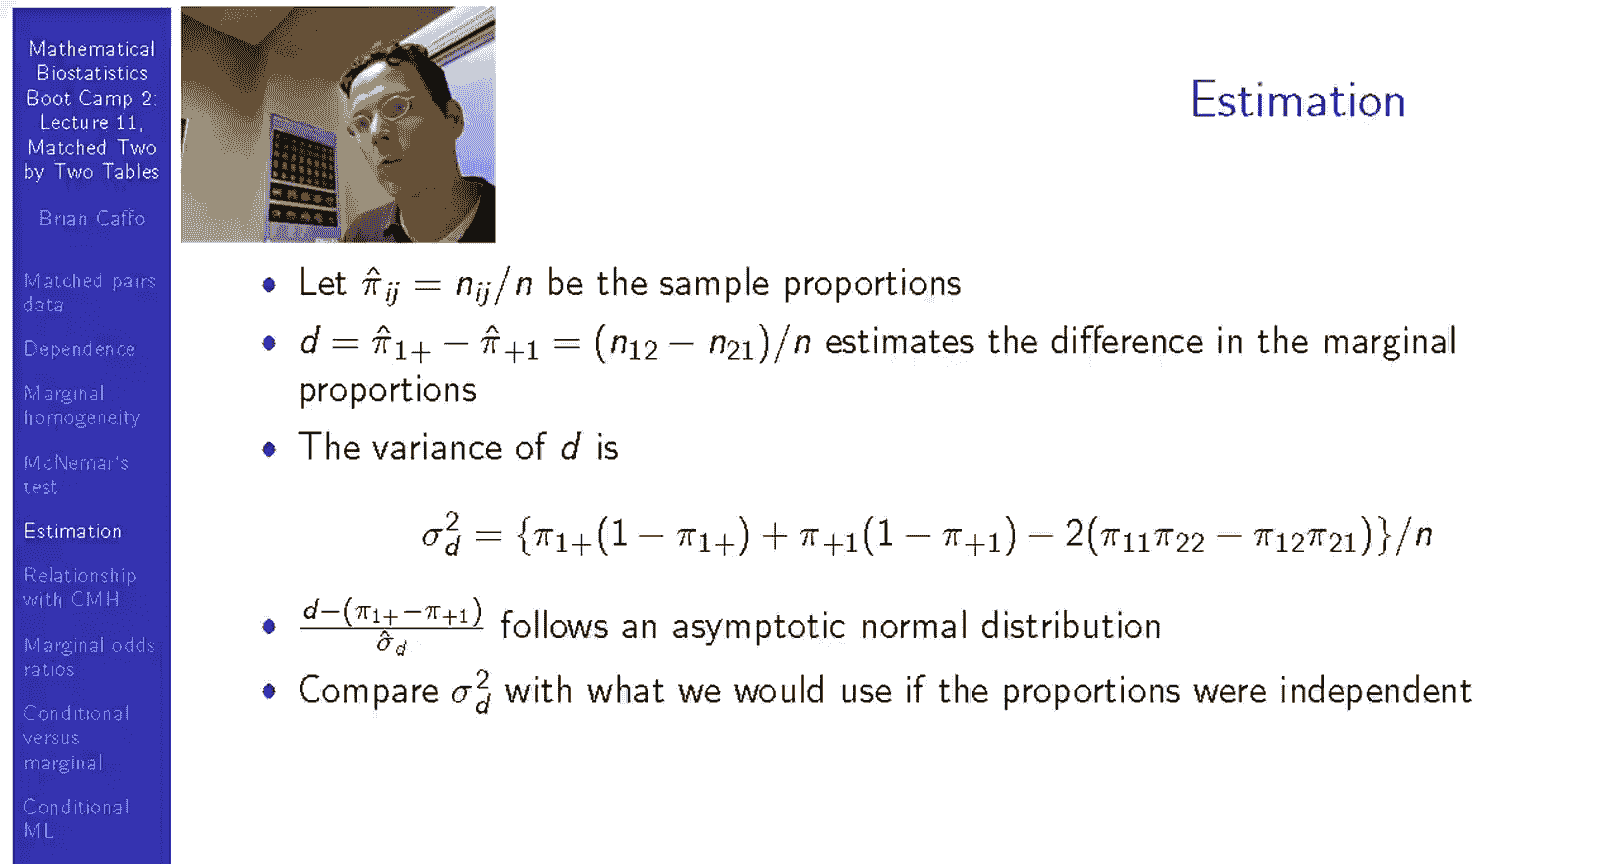 Mathematical
Biostatistics
Boot Camp 2:
Lecture 11,
Matched Two
by Two Tables
Brian Caffo
Matched pairs
data
Dependence
Marginal
homogeneity
McNemar's
test
Estimation
Relationship
with CMH
Marginal odds
ratios
Conditional
versus
marginal
Conditional
ML
Estimation
• Let π̂ᵢⱼ = nᵢⱼ/n be the sample proportions
• d = π̂₁₊ − π̂₊₁ = (n₁₂ − n₂₁)/n estimates the difference in the marginal
proportions
• The variance of d is
σ²_d = {π₁₊(1 − π₁₊) + π₊₁(1 − π₊₁) − 2(π₁₁π₂₂ − π₁₂π₂₁)}/n
• (d−(π₁₊−π₊₁))/σ̂_d follows an asymptotic normal distribution
• Compare σ²_d with what we would use if the proportions were independent